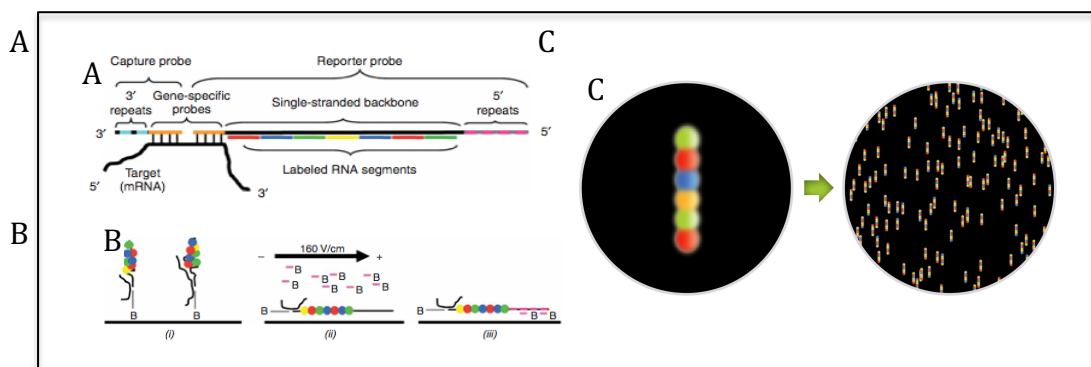 A
A
Capture probe
Reporter probe
3′ repeats
Gene-specific probes
Single-stranded backbone
5′ repeats
3′
5′
Target (mRNA)
5′
3′
Labeled RNA segments
B
B
B
B
(i)
− 160 V/cm +
B
B
B
B
B
B
B
(ii)
B
B B
(iii)
C
C